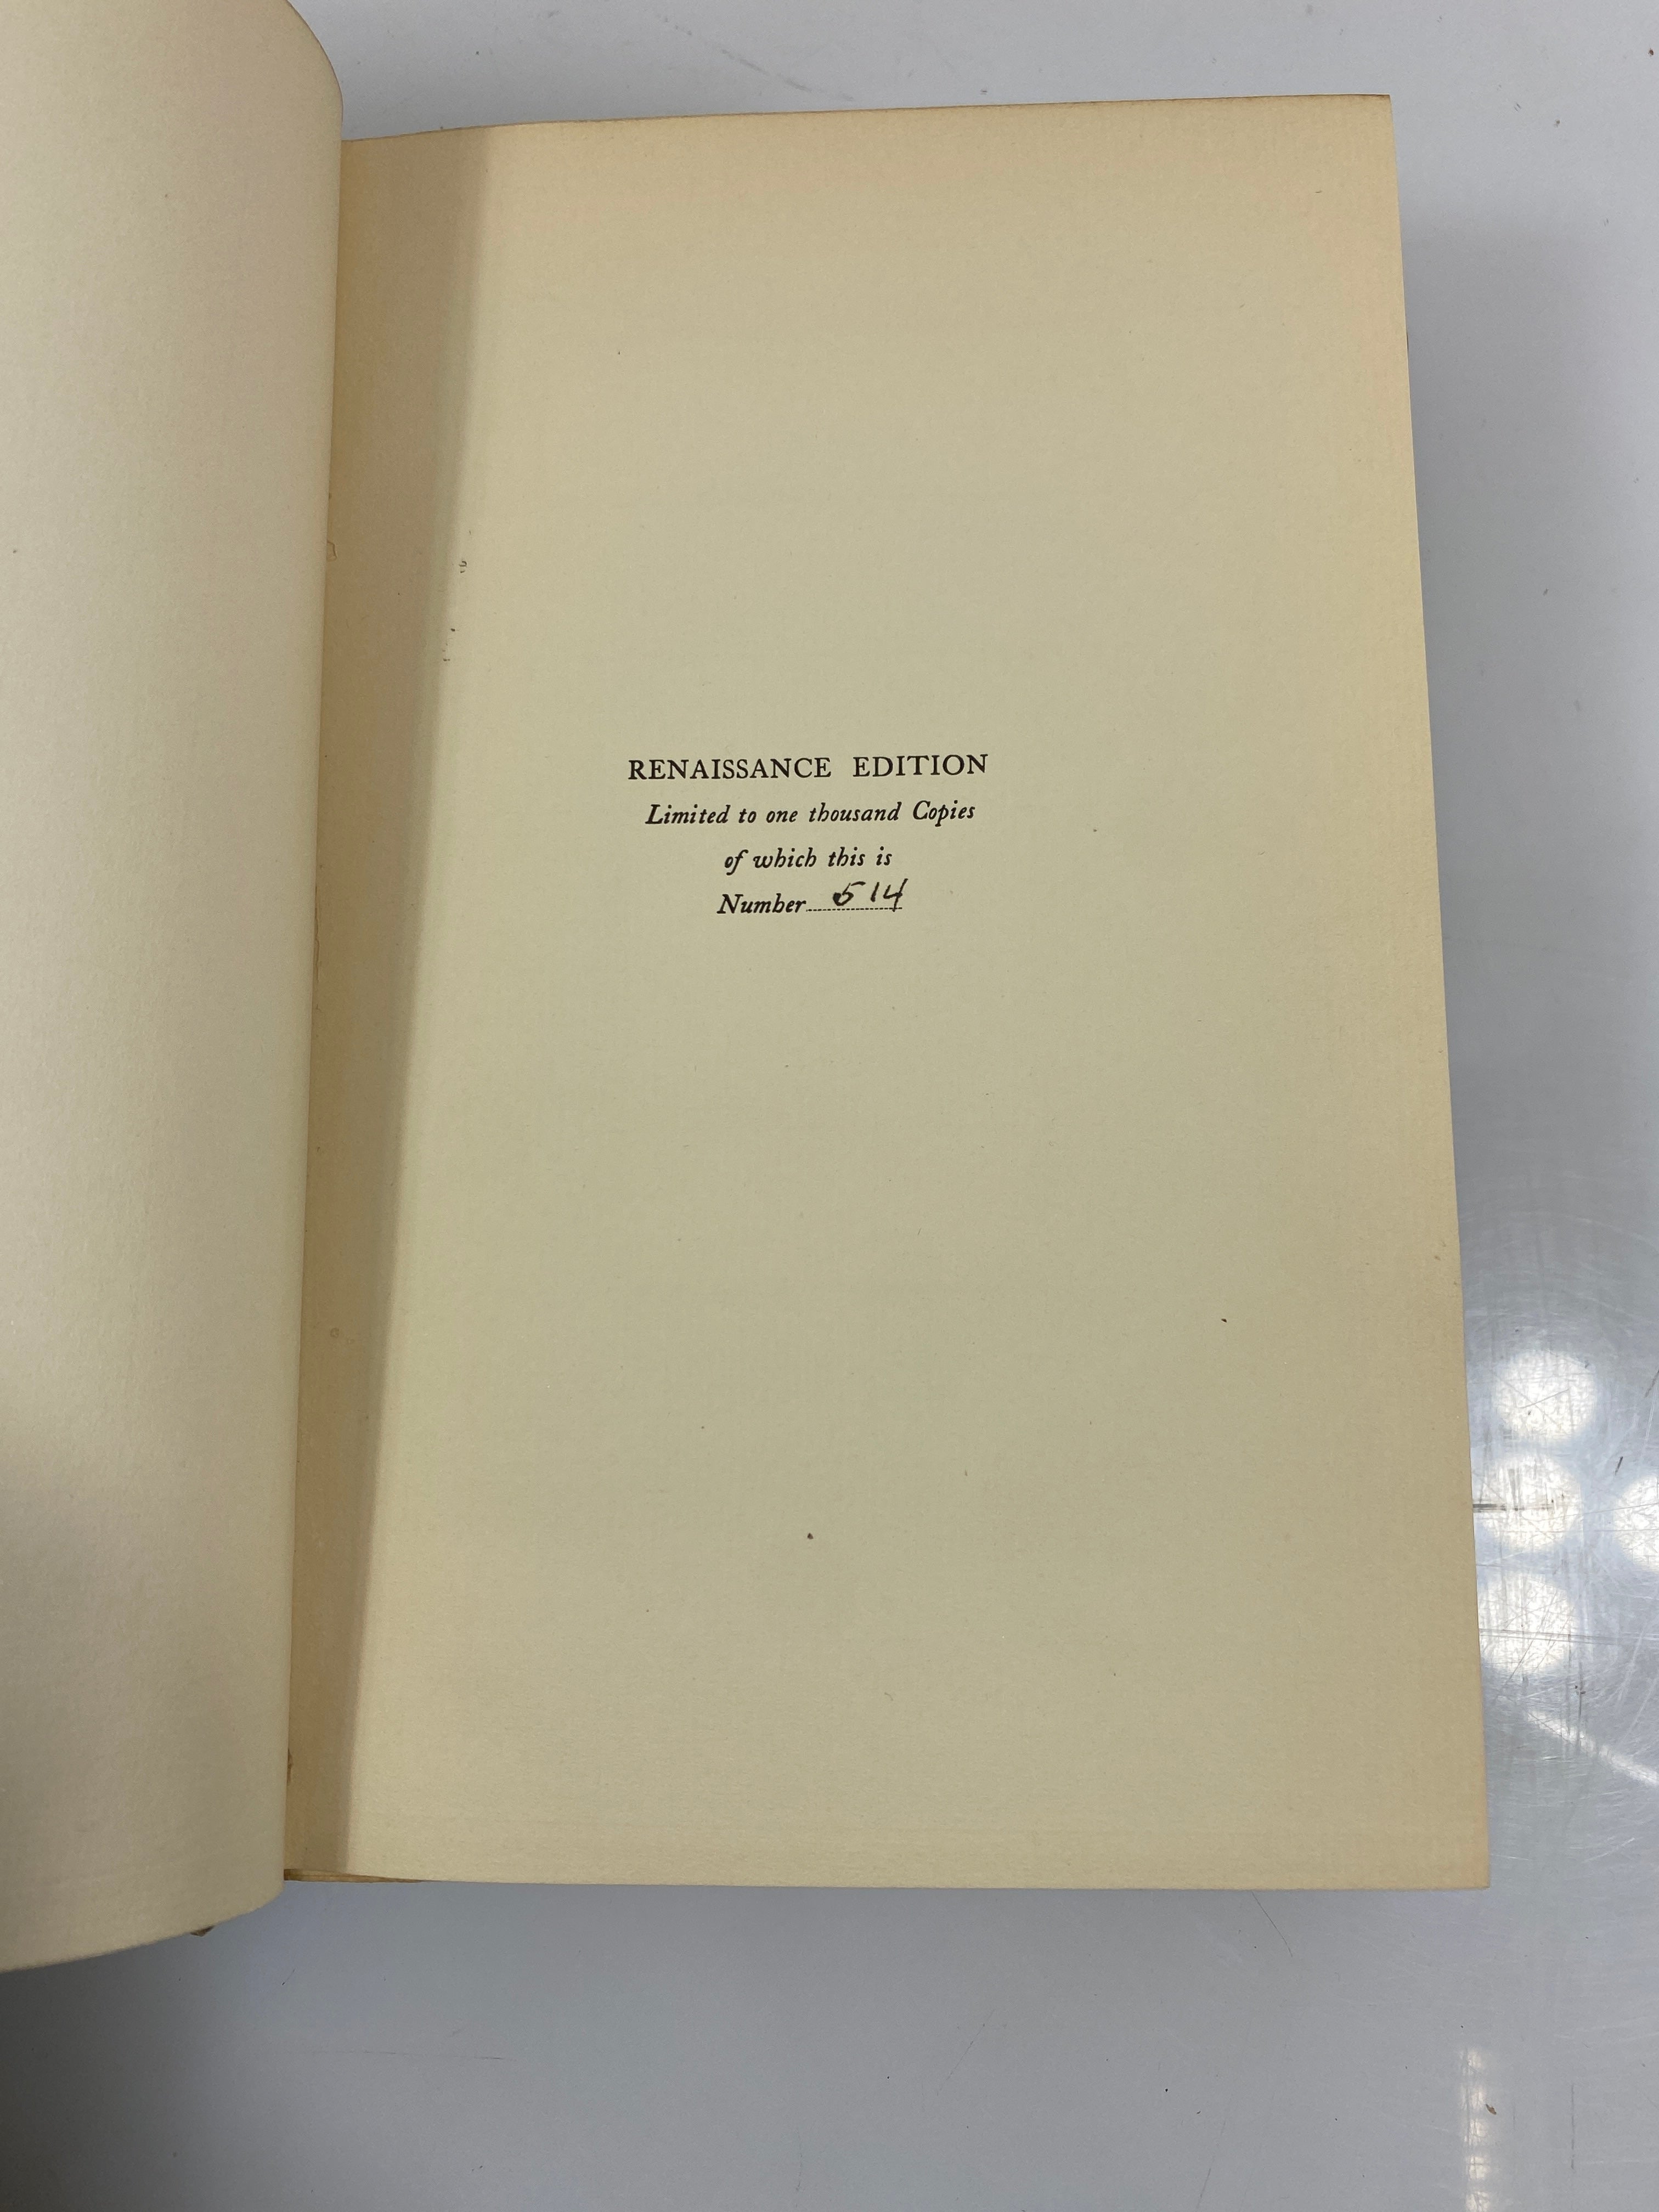 RENAISSANCE EDITION
Limited to one thousand Copies
of which this is
Number 514